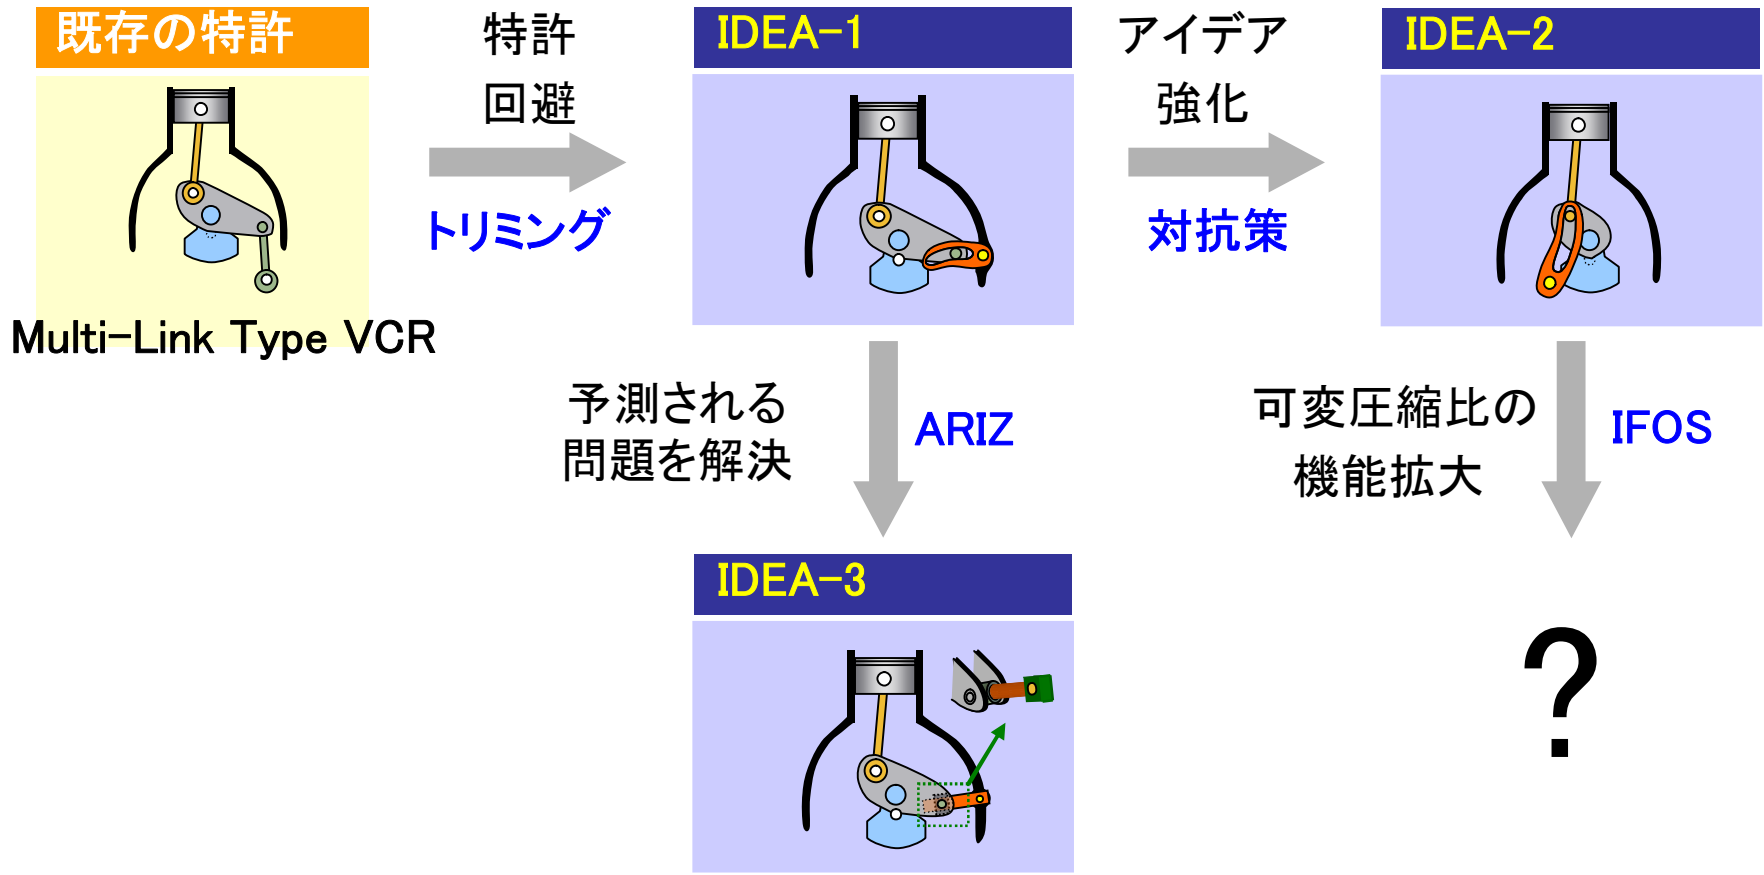 既存の特許
特許
回避
トリミング
Multi-Link Type VCR
IDEA-1
アイデア
強化
対抗策
IDEA-2
予測される
問題を解決
ARIZ
可変圧縮比の
機能拡大
IFOS
IDEA-3
?